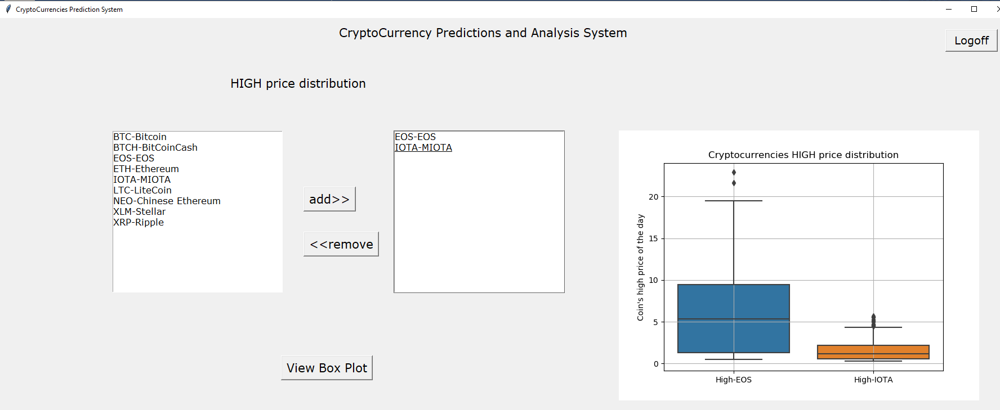 CryptoCurrencies Prediction System
CryptoCurrency Predictions and Analysis System
Logoff
HIGH price distribution
BTC-Bitcoin
BTCH-BitCoinCash
EOS-EOS
ETH-Ethereum
IOTA-MIOTA
LTC-LiteCoin
NEO-Chinese Ethereum
XLM-Stellar
XRP-Ripple
add>>
<<remove
EOS-EOS
IOTA-MIOTA
View Box Plot
Cryptocurrencies HIGH price distribution
Coin's high price of the day
20
15
10
5
0
High-EOS
High-IOTA